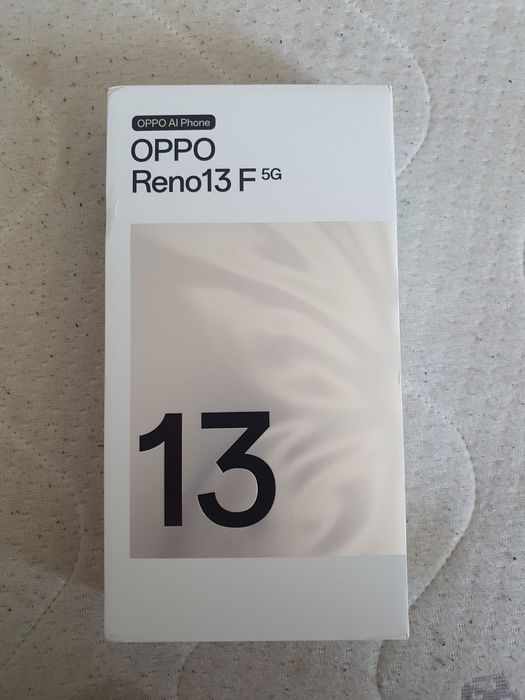 OPPO AI Phone
OPPO
Reno13 F 5G
13